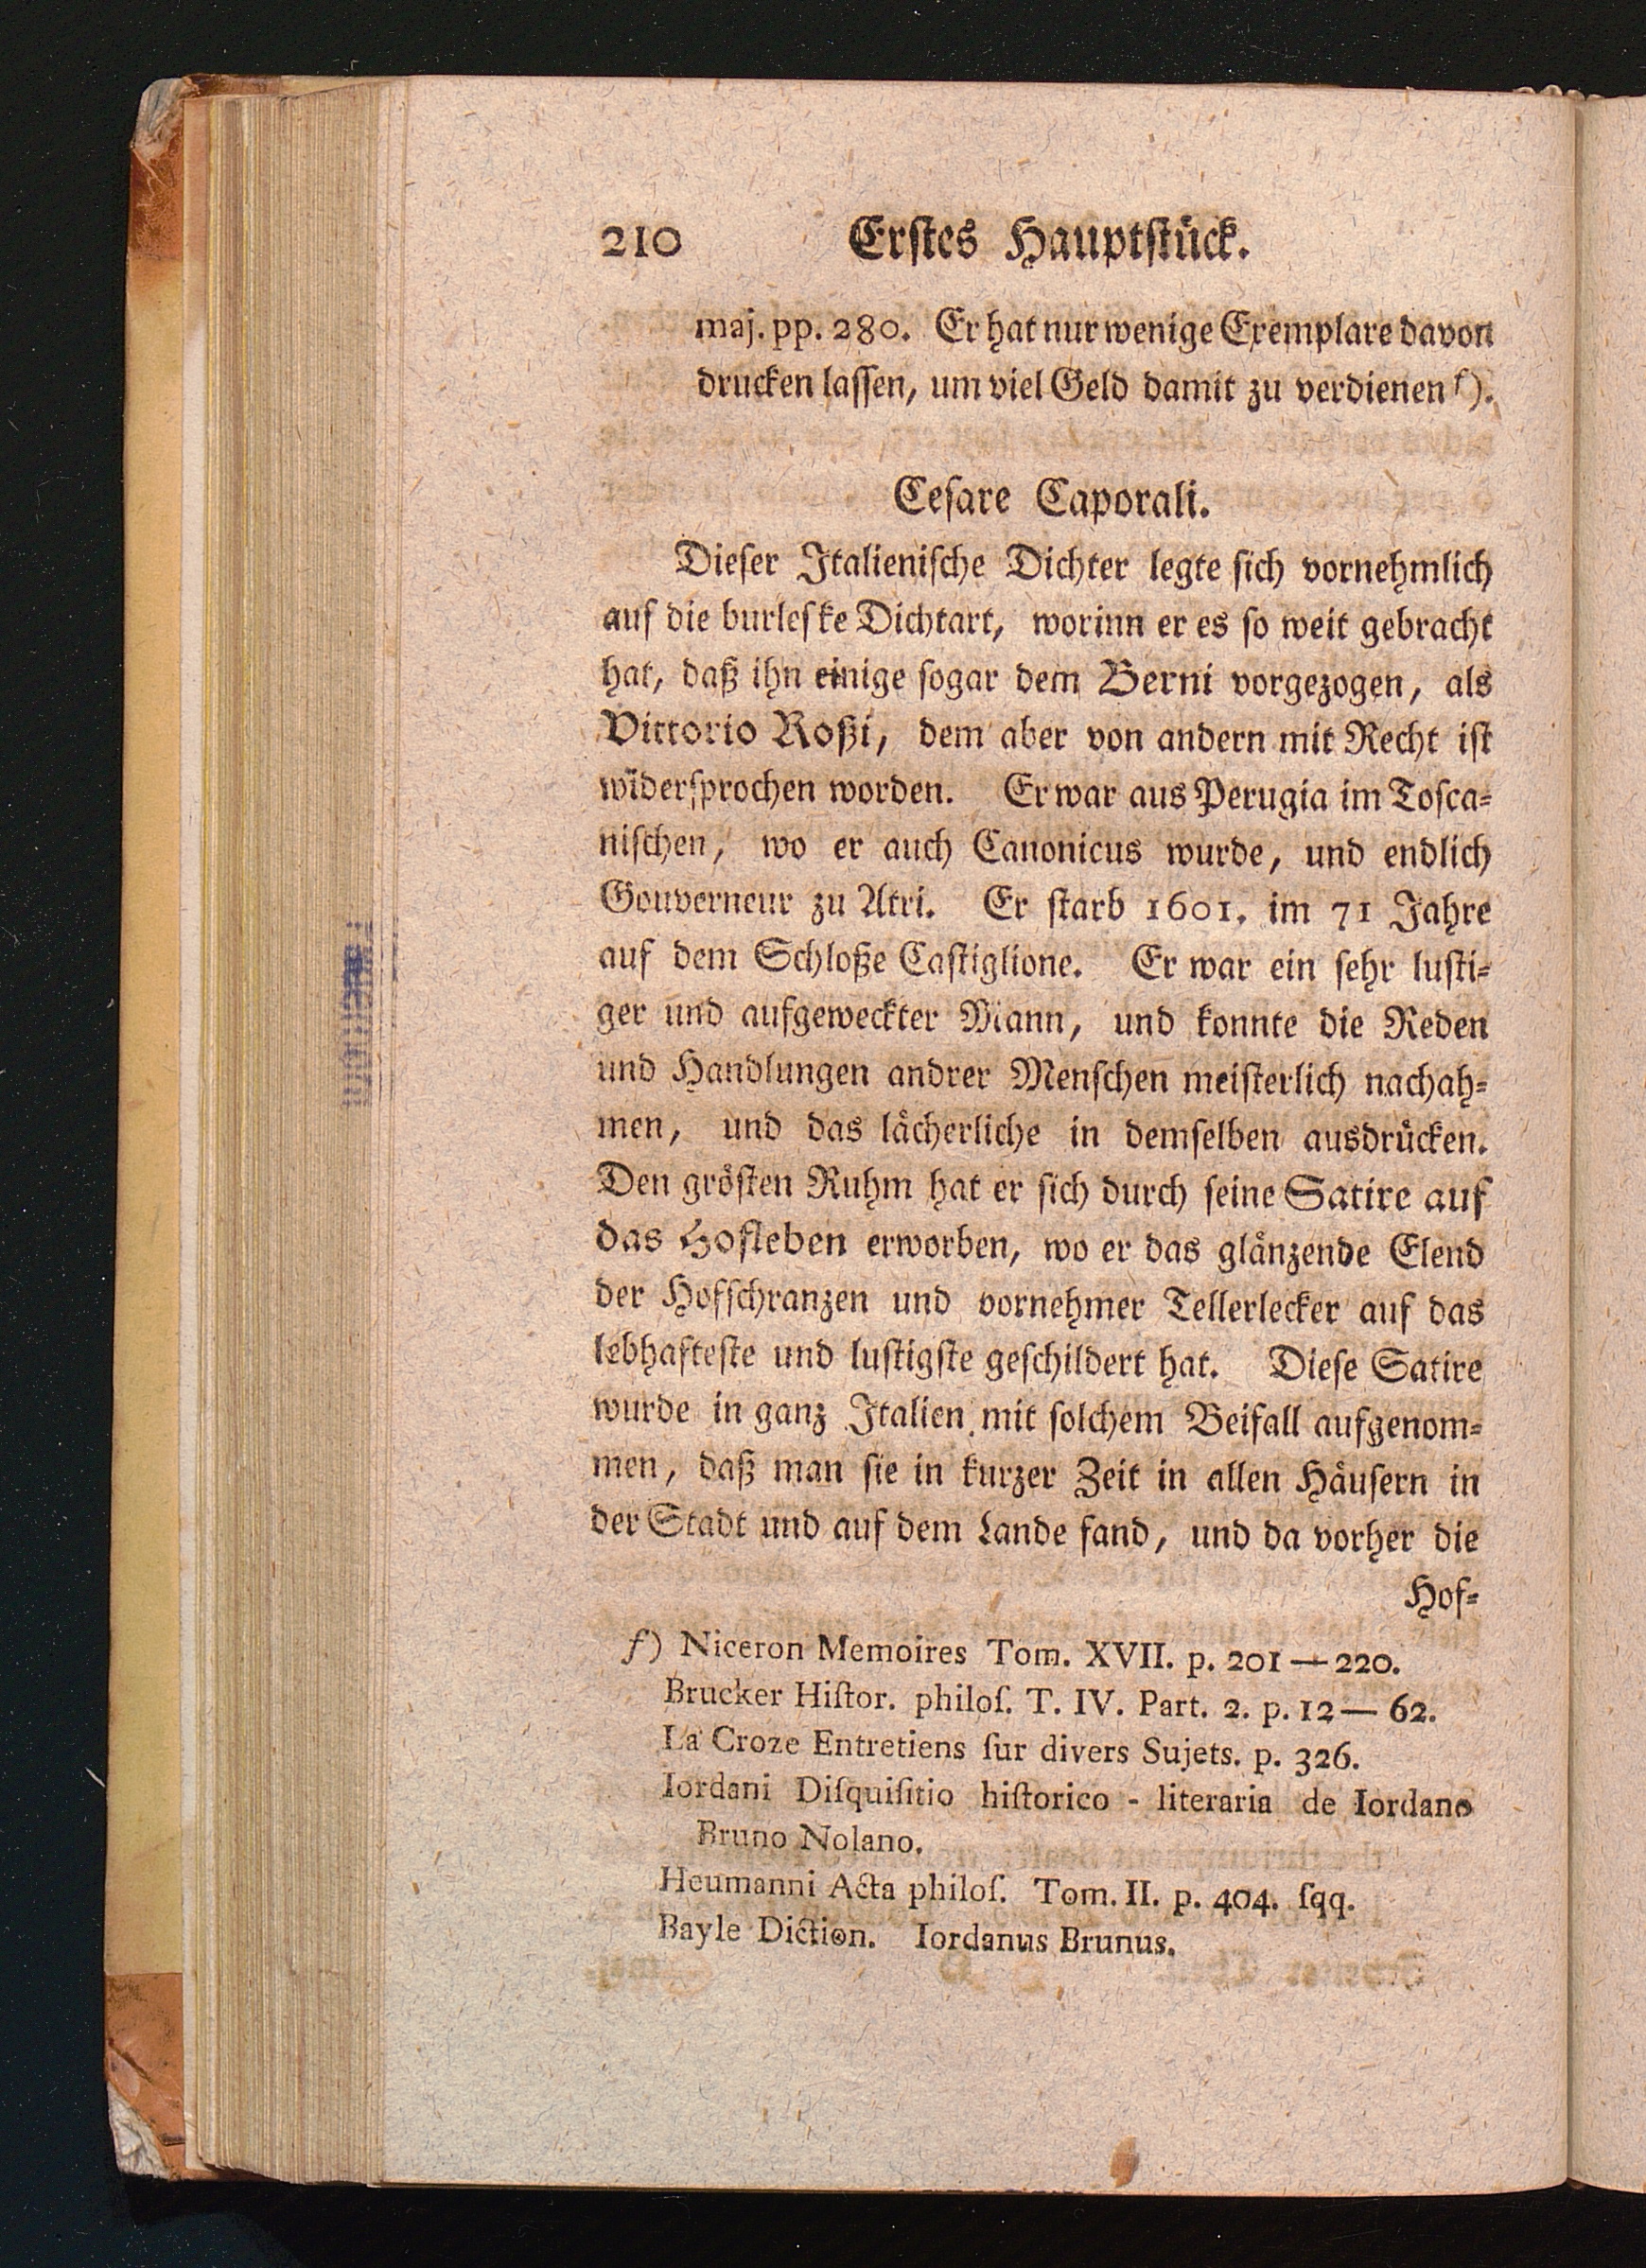 210 Erſtes Hauptſtück.
maj. pp. 280. Er hat nur wenige Exemplare davon
drucken laſſen, um viel Geld damit zu verdienen f).
Ceſare Caporali.
Dieſer Italieniſche Dichter legte ſich vornehmlich
auf die burleſke Dichtart, worinn er es ſo weit gebracht
hat, daß ihn einige ſogar dem Berni vorgezogen, als
Vittorio Roßi, dem aber von andern mit Recht iſt
widerſprochen worden. Er war aus Perugia im Toſca⸗
niſchen, wo er auch Canonicus wurde, und endlich
Gouverneur zu Atri. Er ſtarb 1601. im 71 Jahre
auf dem Schloße Caſtiglione. Er war ein ſehr luſti⸗
ger und aufgeweckter Mann, und konnte die Reden
und Handlungen andrer Menſchen meiſterlich nachah⸗
men, und das lächerliche in demſelben ausdrücken.
Den gröſten Ruhm hat er ſich durch ſeine Satire auf
das Hofleben erworben, wo er das glänzende Elend
der Hofſchranzen und vornehmer Tellerlecker auf das
lebhafteſte und luſtigſte geſchildert hat. Dieſe Satire
wurde in ganz Italien mit ſolchem Beifall aufgenom⸗
men, daß man ſie in kurzer Zeit in allen Häuſern in
der Stadt und auf dem Lande fand, und da vorher die
Hof⸗
f) Niceron Memoires Tom. XVII. p. 201 — 220.
Brucker Hiſtor. philoſ. T. IV. Part. 2. p. 12 — 62.
La Croze Entretiens ſur divers Sujets. p. 326.
Iordani Diſquiſitio hiſtorico - literaria de Iordano
Bruno Nolano.
Heumanni Acta philoſ. Tom. II. p. 404. ſqq.
Bayle Diction. Iordanus Brunus.